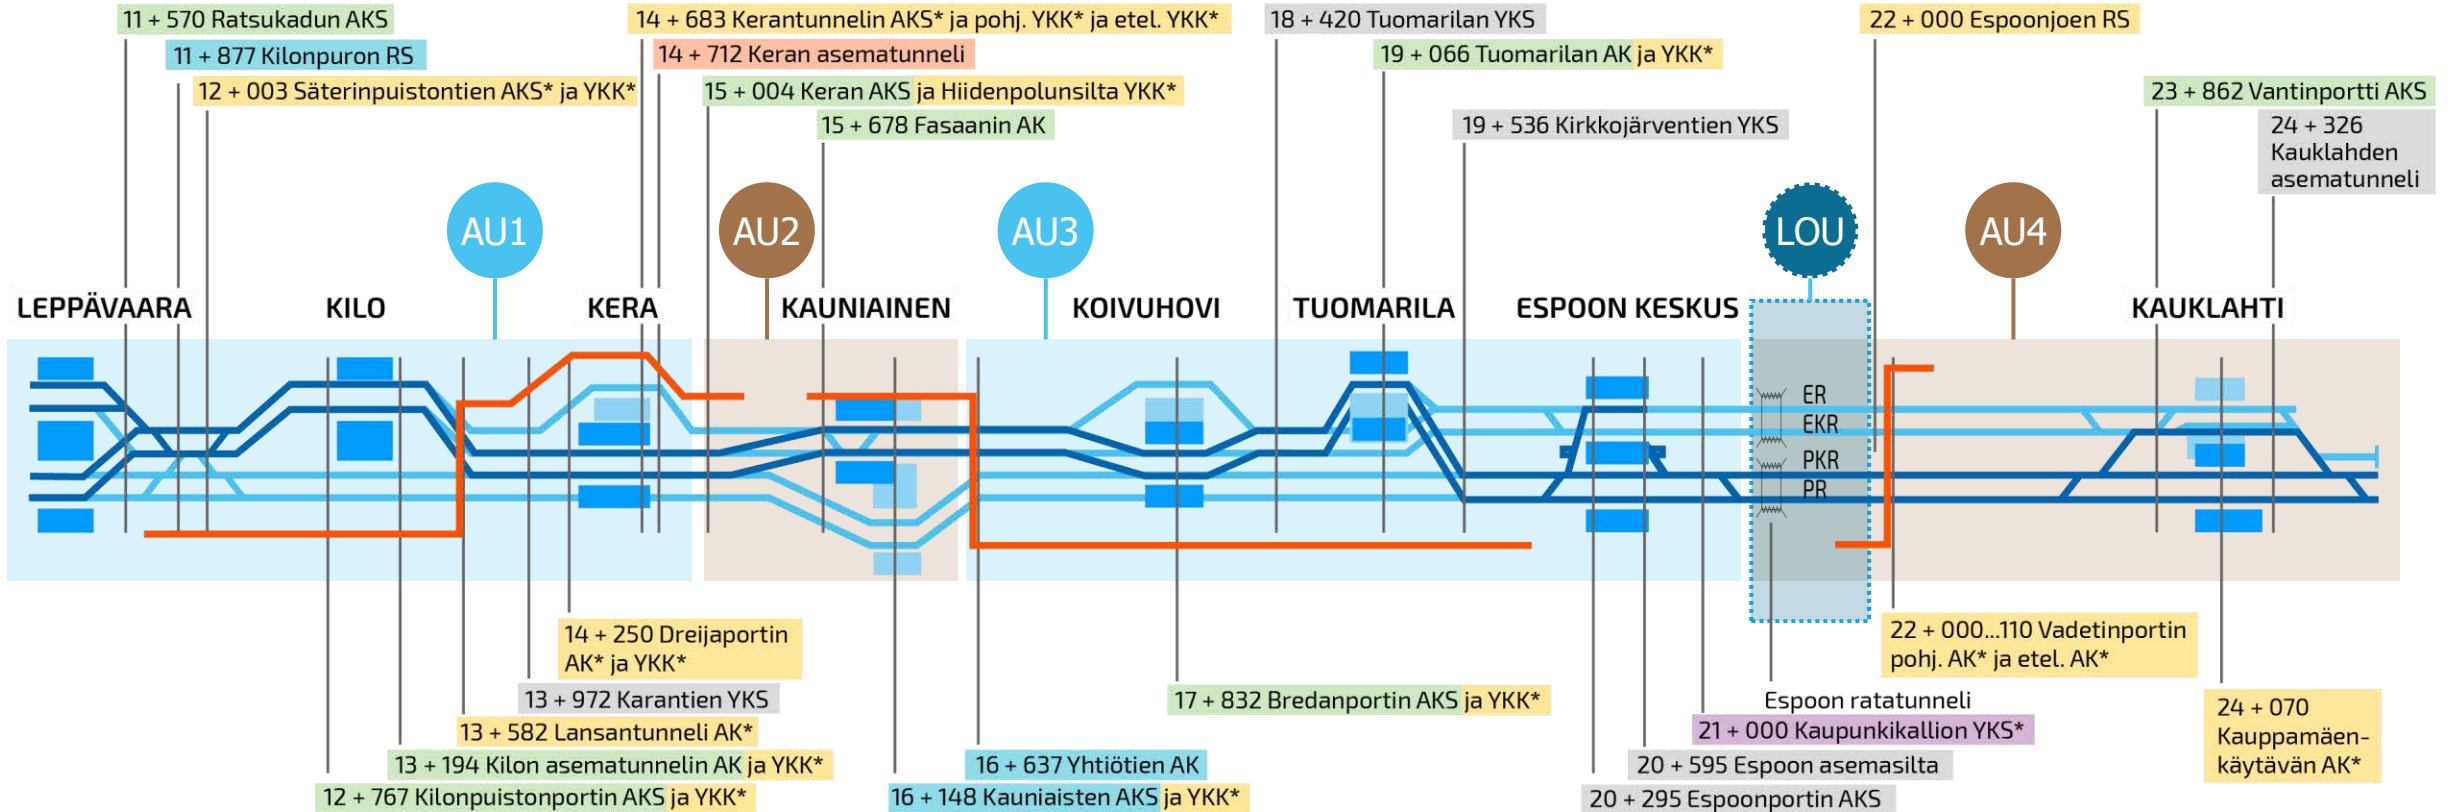 11 + 570 Ratsukadun AKS
14 + 683 Kerantunnelin AKS* ja pohj. YKK* ja etel. YKK*
18 + 420 Tuomarilan YKS
22 + 000 Espoonjoen RS
11 + 877 Kilonpuron RS
14 + 712 Keran asematunneli
19 + 066 Tuomarilan AK ja YKK*
12 + 003 Säterinpuistontien AKS* ja YKK*
15 + 004 Keran AKS ja Hiidenpolunsilta YKK*
23 + 862 Vantinportti AKS
15 + 678 Fasaanin AK
19 + 536 Kirkkojärventien YKS
24 + 326
Kauklahden
asematunneli
AU1
AU2
AU3
LOU
AU4
LEPPÄVAARA
KILO
KERA
KAUNIAINEN
KOIVUHOVI
TUOMARILA
ESPOON KESKUS
KAUKLAHTI
ER
EKR
PKR
PR
14 + 250 Dreijaportin
AK* ja YKK*
22 + 000...110 Vadetinportin
pohj. AK* ja etel. AK*
13 + 972 Karantien YKS
17 + 832 Bredanportin AKS ja YKK*
Espoon ratatunneli
24 + 070
Kauppamäen-
käytävän AK*
13 + 582 Lansantunneli AK*
21 + 000 Kaupunkikallion YKS*
13 + 194 Kilon asematunnelin AK ja YKK*
16 + 637 Yhtiötien AK
20 + 595 Espoon asemasilta
12 + 767 Kilonpuistonportin AKS ja YKK*
16 + 148 Kauniaisten AKS ja YKK*
20 + 295 Espoonportin AKS